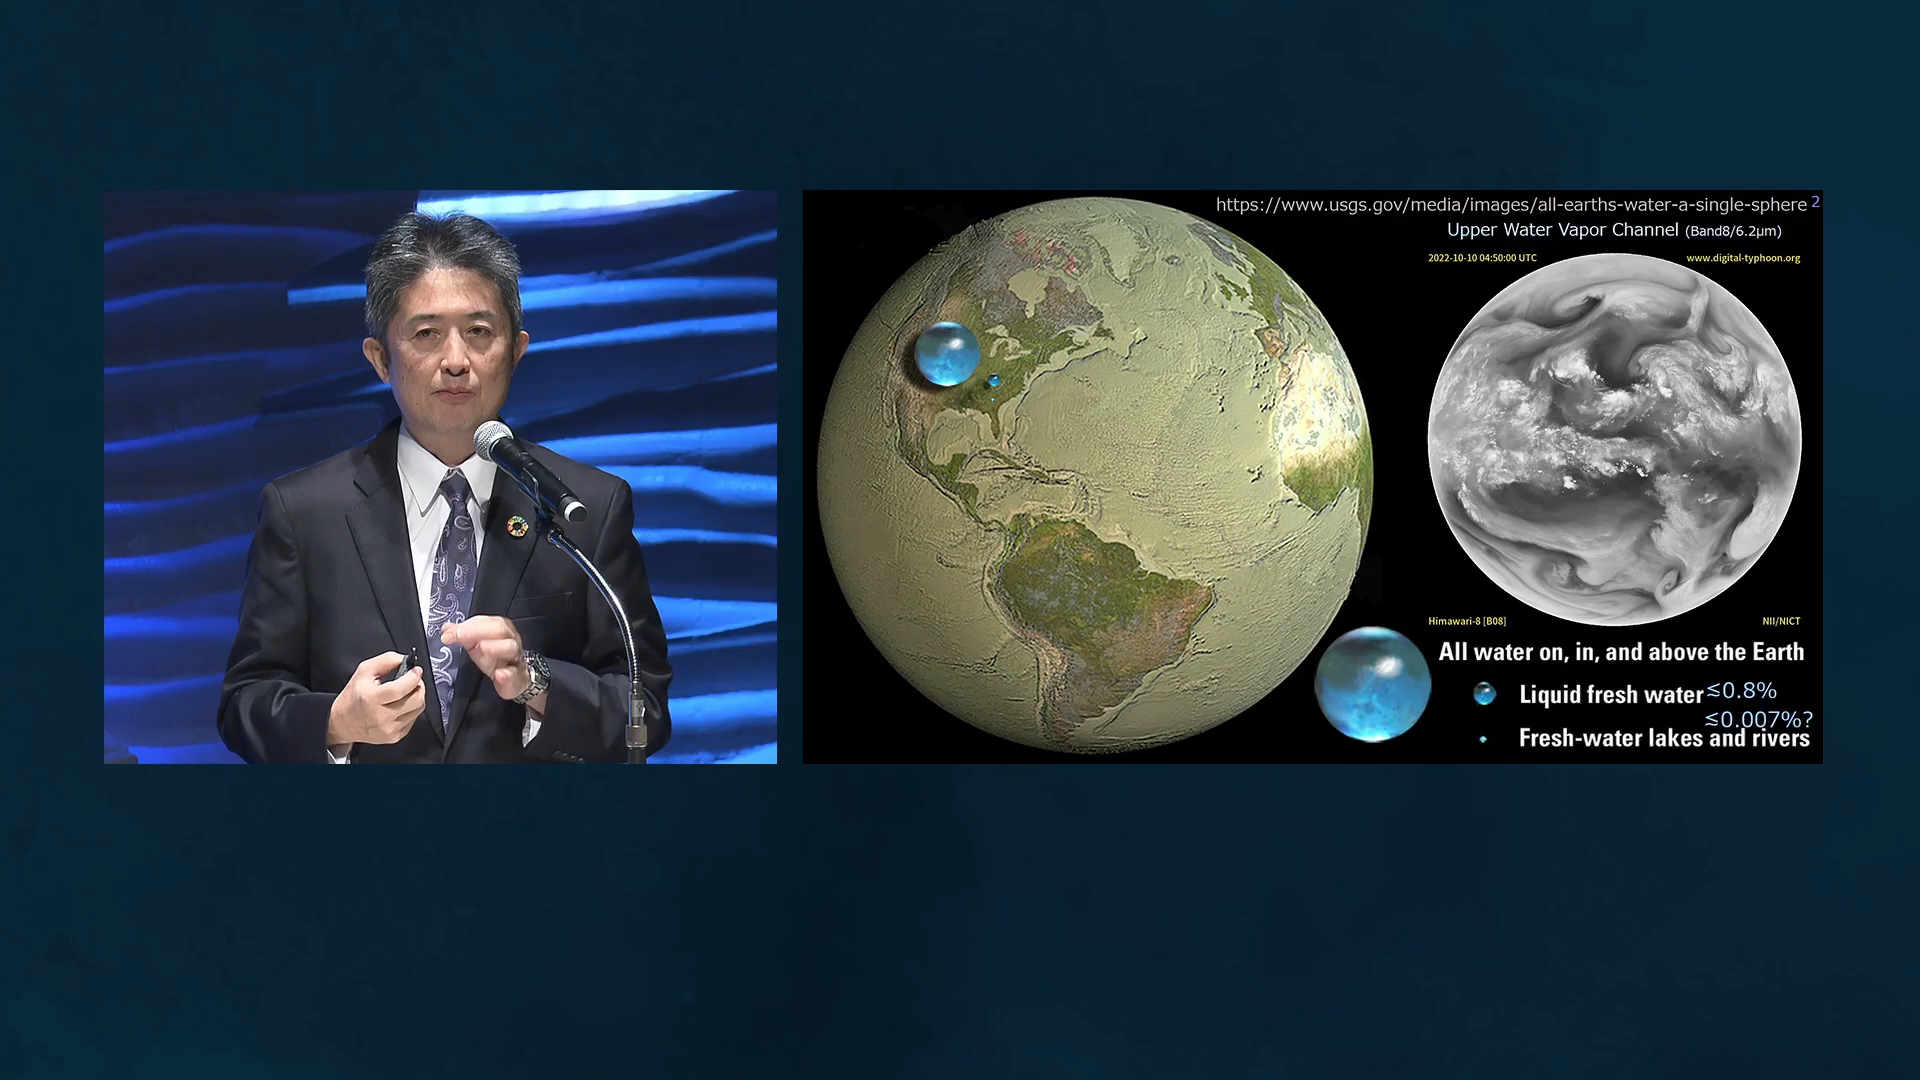 https://www.usgs.gov/media/images/all-earths-water-a-single-sphere 2
Upper Water Vapor Channel (Band8/6.2µm)
2022-10-10 04:50:00 UTC www.digital-typhoon.org
Himawari-8 [B08] NII/NICT
All water on, in, and above the Earth
Liquid fresh water ≲0.8%
≲0.007%?
Fresh-water lakes and rivers